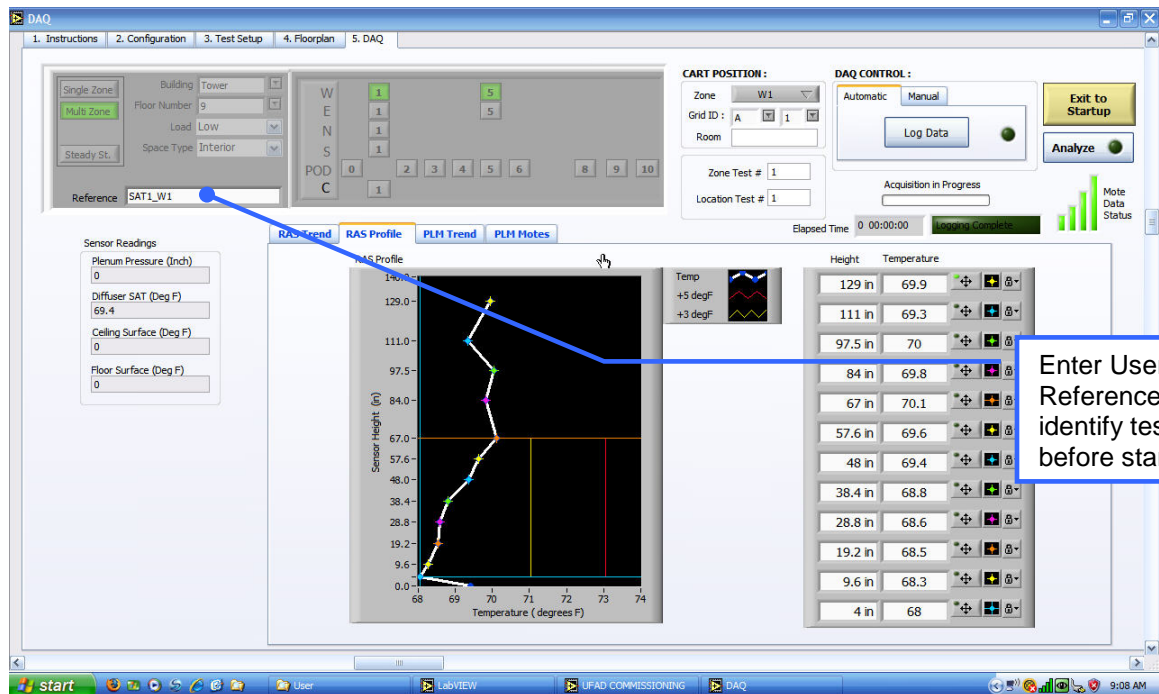 DAQ
1. Instructions 2. Configuration 3. Test Setup 4. Floorplan 5. DAQ
Single Zone
Multi Zone
Steady St.
Building Tower
Floor Number 9
Load Low
Space Type Interior
Reference SAT1_W1
W 1 5
E 1 5
N 1
S 1
POD 0 2 3 4 5 6 8 9 10
C 1
CART POSITION :
Zone W1
Grid ID : A 1
Room
Zone Test # 1
Location Test # 1
DAQ CONTROL :
Automatic Manual
Log Data
Acquisition in Progress
Elapsed Time 0 00:00:00 Logging Complete
Exit to
Startup
Analyze
Mote
Data
Status
Sensor Readings
Plenum Pressure (Inch)
0
Diffuser SAT (Deg F)
69.4
Ceiling Surface (Deg F)
0
Floor Surface (Deg F)
0
RAS Trend RAS Profile PLM Trend PLM Motes
RAS Profile
Sensor Height (in)
140.0
129.0
111.0
97.5
84.0
67.0
57.6
48.0
38.4
28.8
19.2
9.6
0.0
68 69 70 71 72 73 74
Temperature ( degrees F)
Temp
+5 degF
+3 degF
Height Temperature
129 in 69.9
111 in 69.3
97.5 in 70
84 in 69.8
67 in 70.1
57.6 in 69.6
48 in 69.4
38.4 in 68.8
28.8 in 68.6
19.2 in 68.5
9.6 in 68.3
4 in 68
Enter User
Reference
identify tes
before star
start User LabVIEW UFAD COMMISSIONING DAQ 9:08 AM